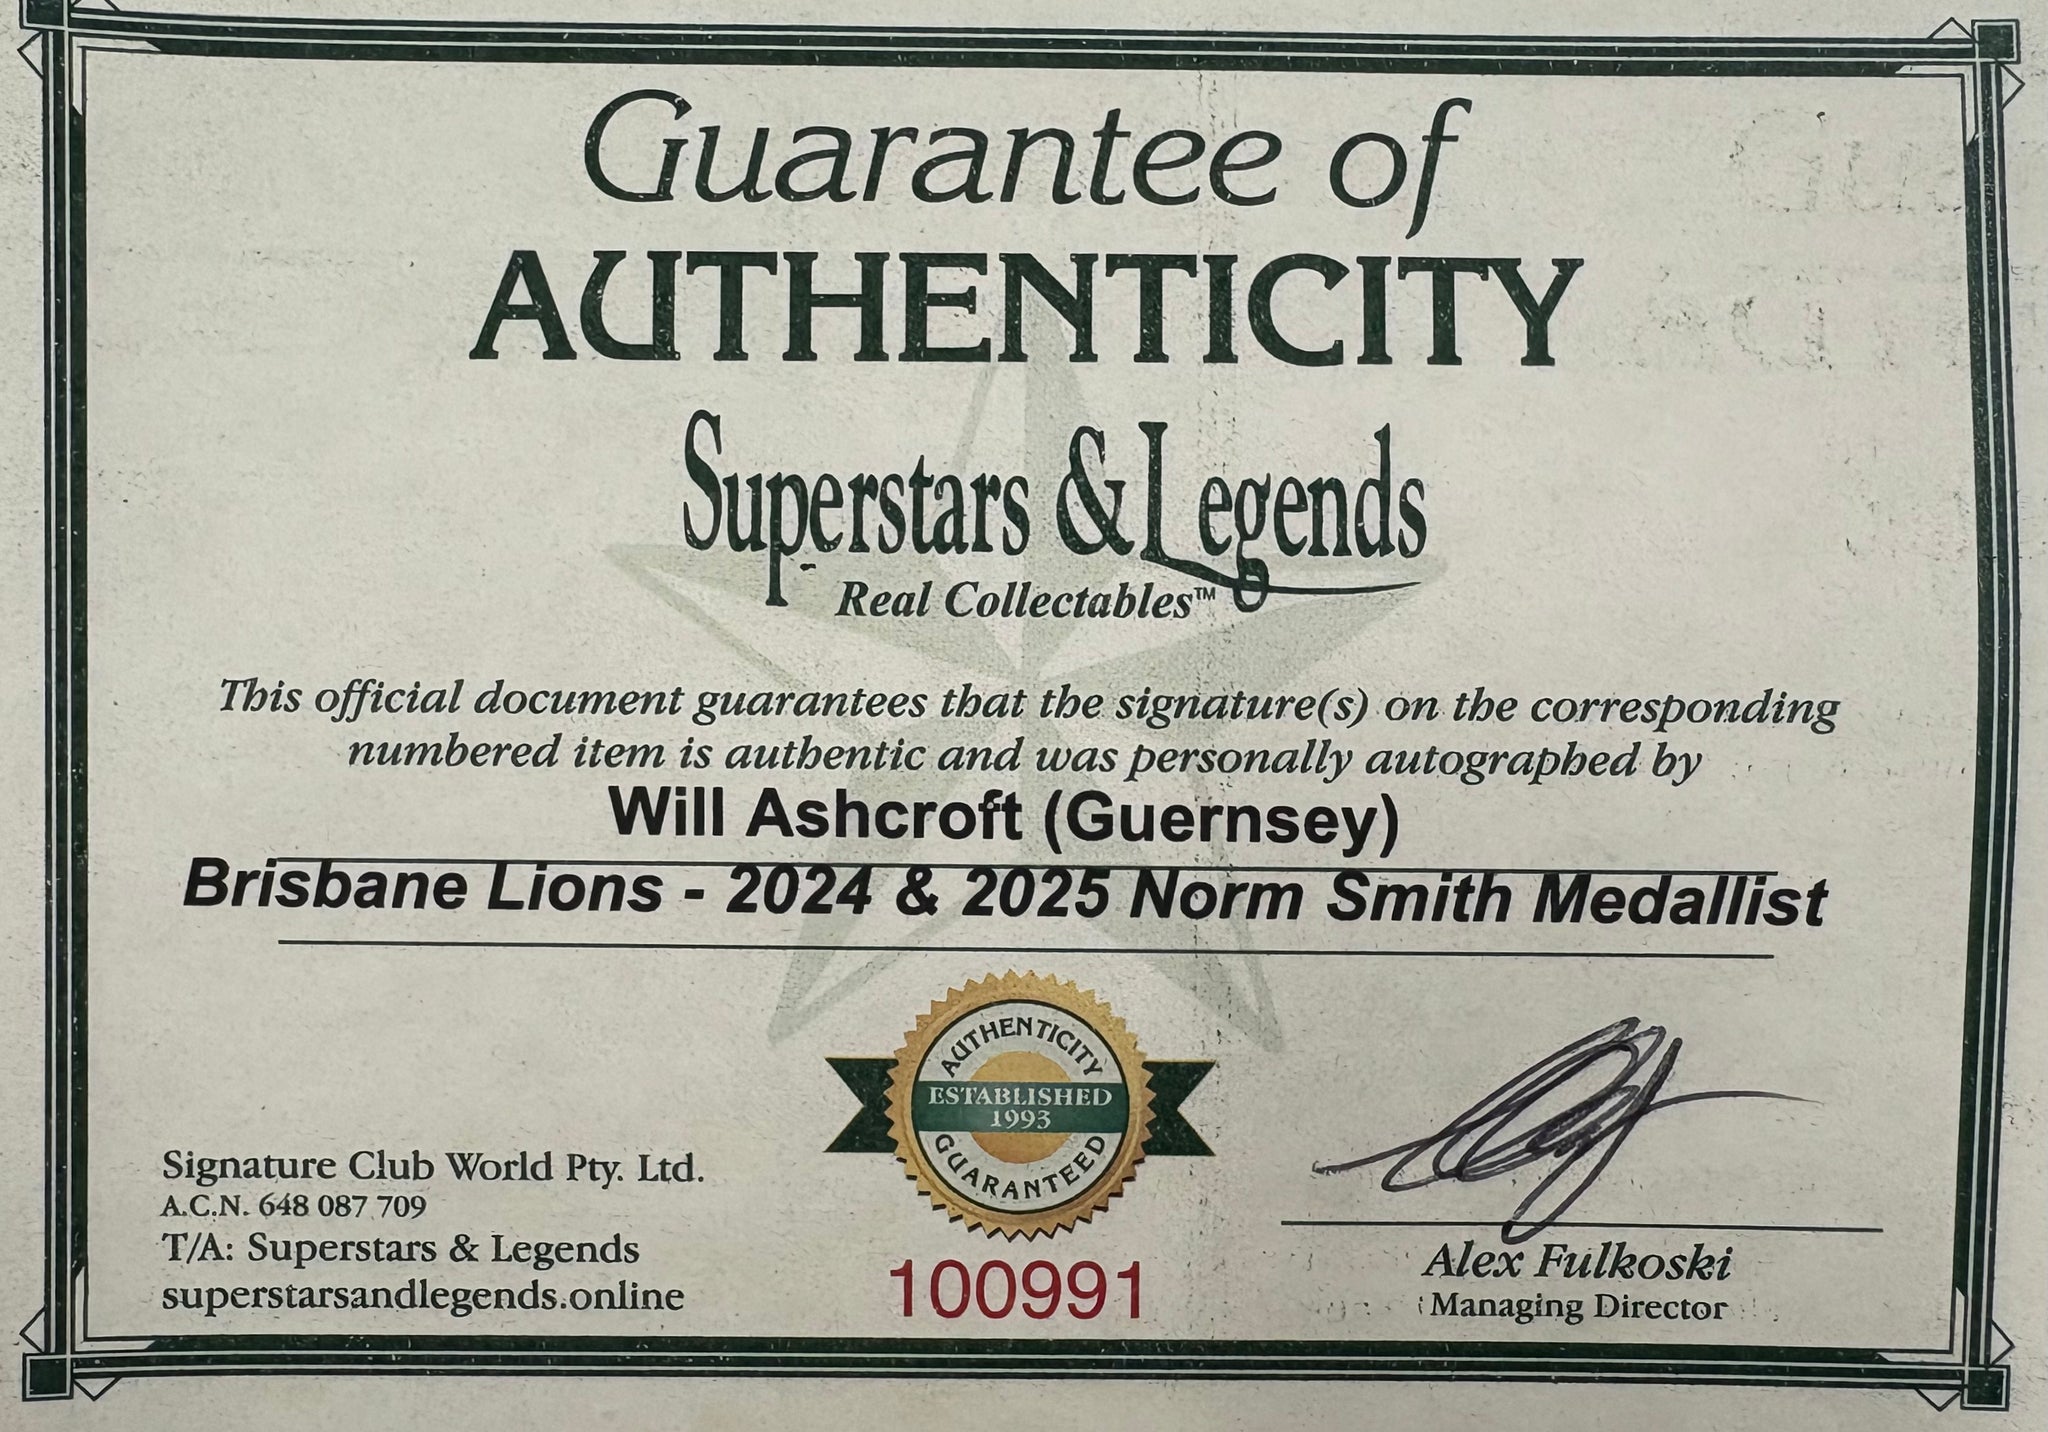 Guarantee of
AUTHENTICITY
Superstars & Legends
Real Collectables™
This official document guarantees that the signature(s) on the corresponding
numbered item is authentic and was personally autographed by
Will Ashcroft (Guernsey)
Brisbane Lions - 2024 & 2025 Norm Smith Medallist
AUTHENTICITY
ESTABLISHED
1993
GUARANTEED
Signature Club World Pty. Ltd.
A.C.N. 648 087 709
T/A: Superstars & Legends
superstarsandlegends.online
100991
Alex Fulkoski
Managing Director